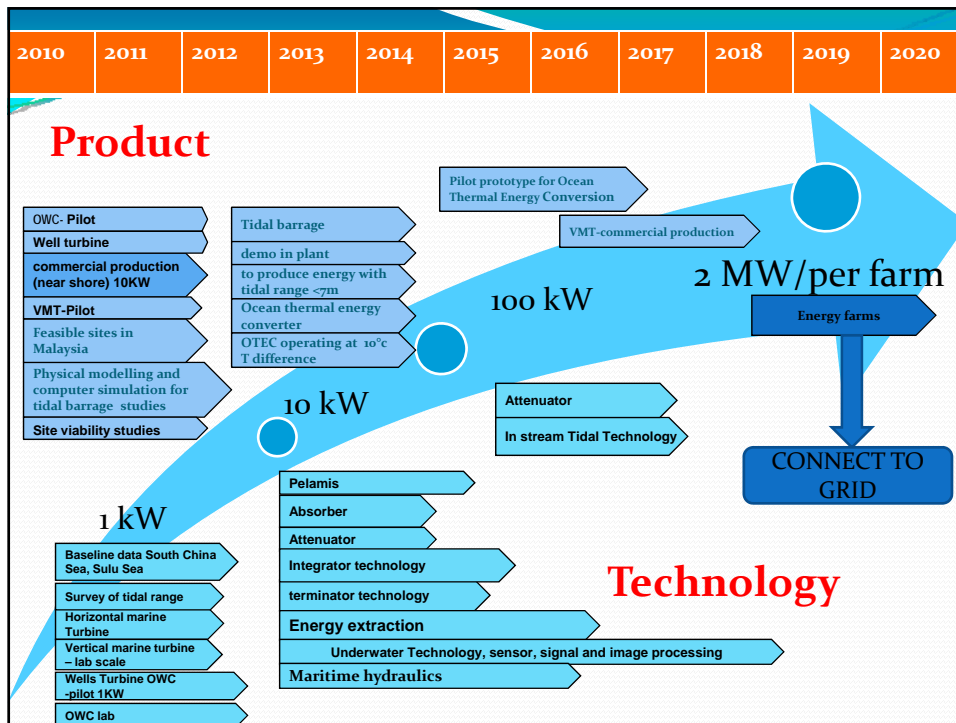 2010 2011 2012 2013 2014 2015 2016 2017 2018 2019 2020
Product
OWC- Pilot
Well turbine
commercial production
(near shore) 10KW
VMT-Pilot
Feasible sites in
Malaysia
Physical modelling and
computer simulation for
tidal barrage studies
Site viability studies
Tidal barrage
demo in plant
to produce energy with
tidal range <7m
Ocean thermal energy
converter
OTEC operating at 10°c
T difference
Pilot prototype for Ocean
Thermal Energy Conversion
VMT-commercial production
2 MW/per farm
100 kW
Energy farms
10 kW
Attenuator
In stream Tidal Technology
CONNECT TO
GRID
1 kW
Baseline data South China
Sea, Sulu Sea
Survey of tidal range
Horizontal marine
Turbine
Vertical marine turbine
– lab scale
Wells Turbine OWC
-pilot 1KW
OWC lab
Pelamis
Absorber
Attenuator
Integrator technology
terminator technology
Energy extraction
Underwater Technology, sensor, signal and image processing
Maritime hydraulics
Technology